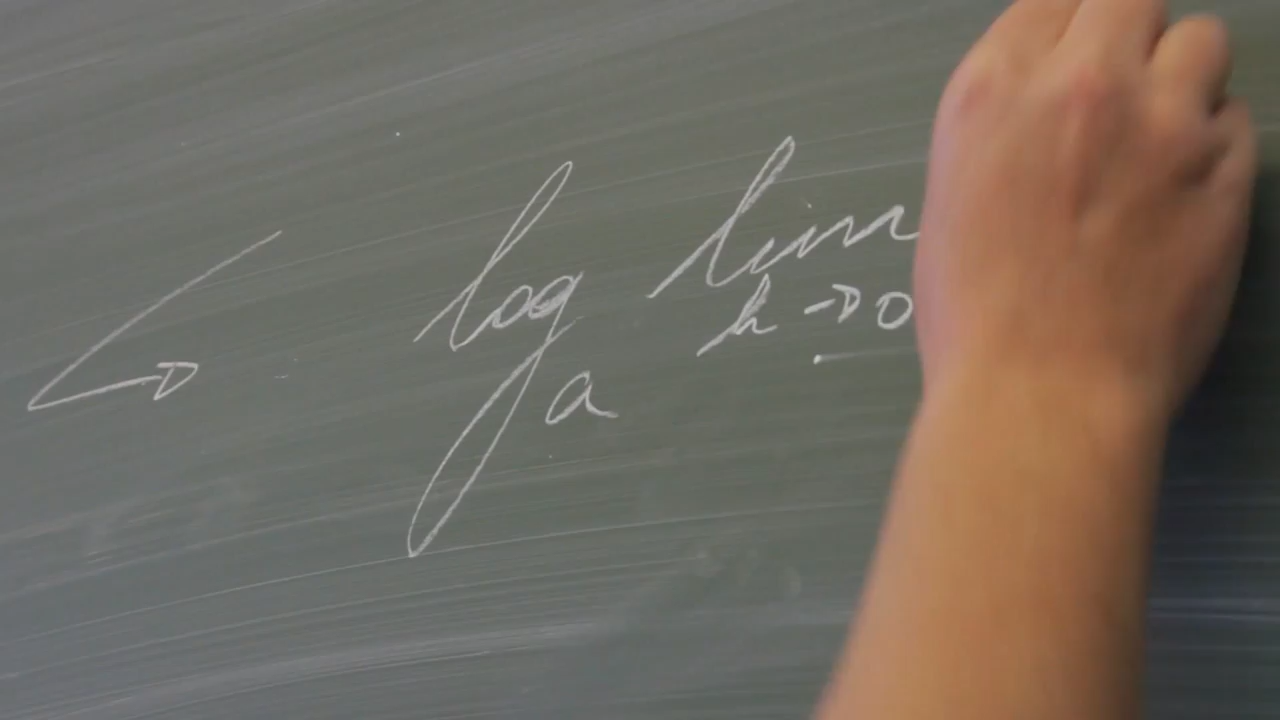 → log a lim
h → 0